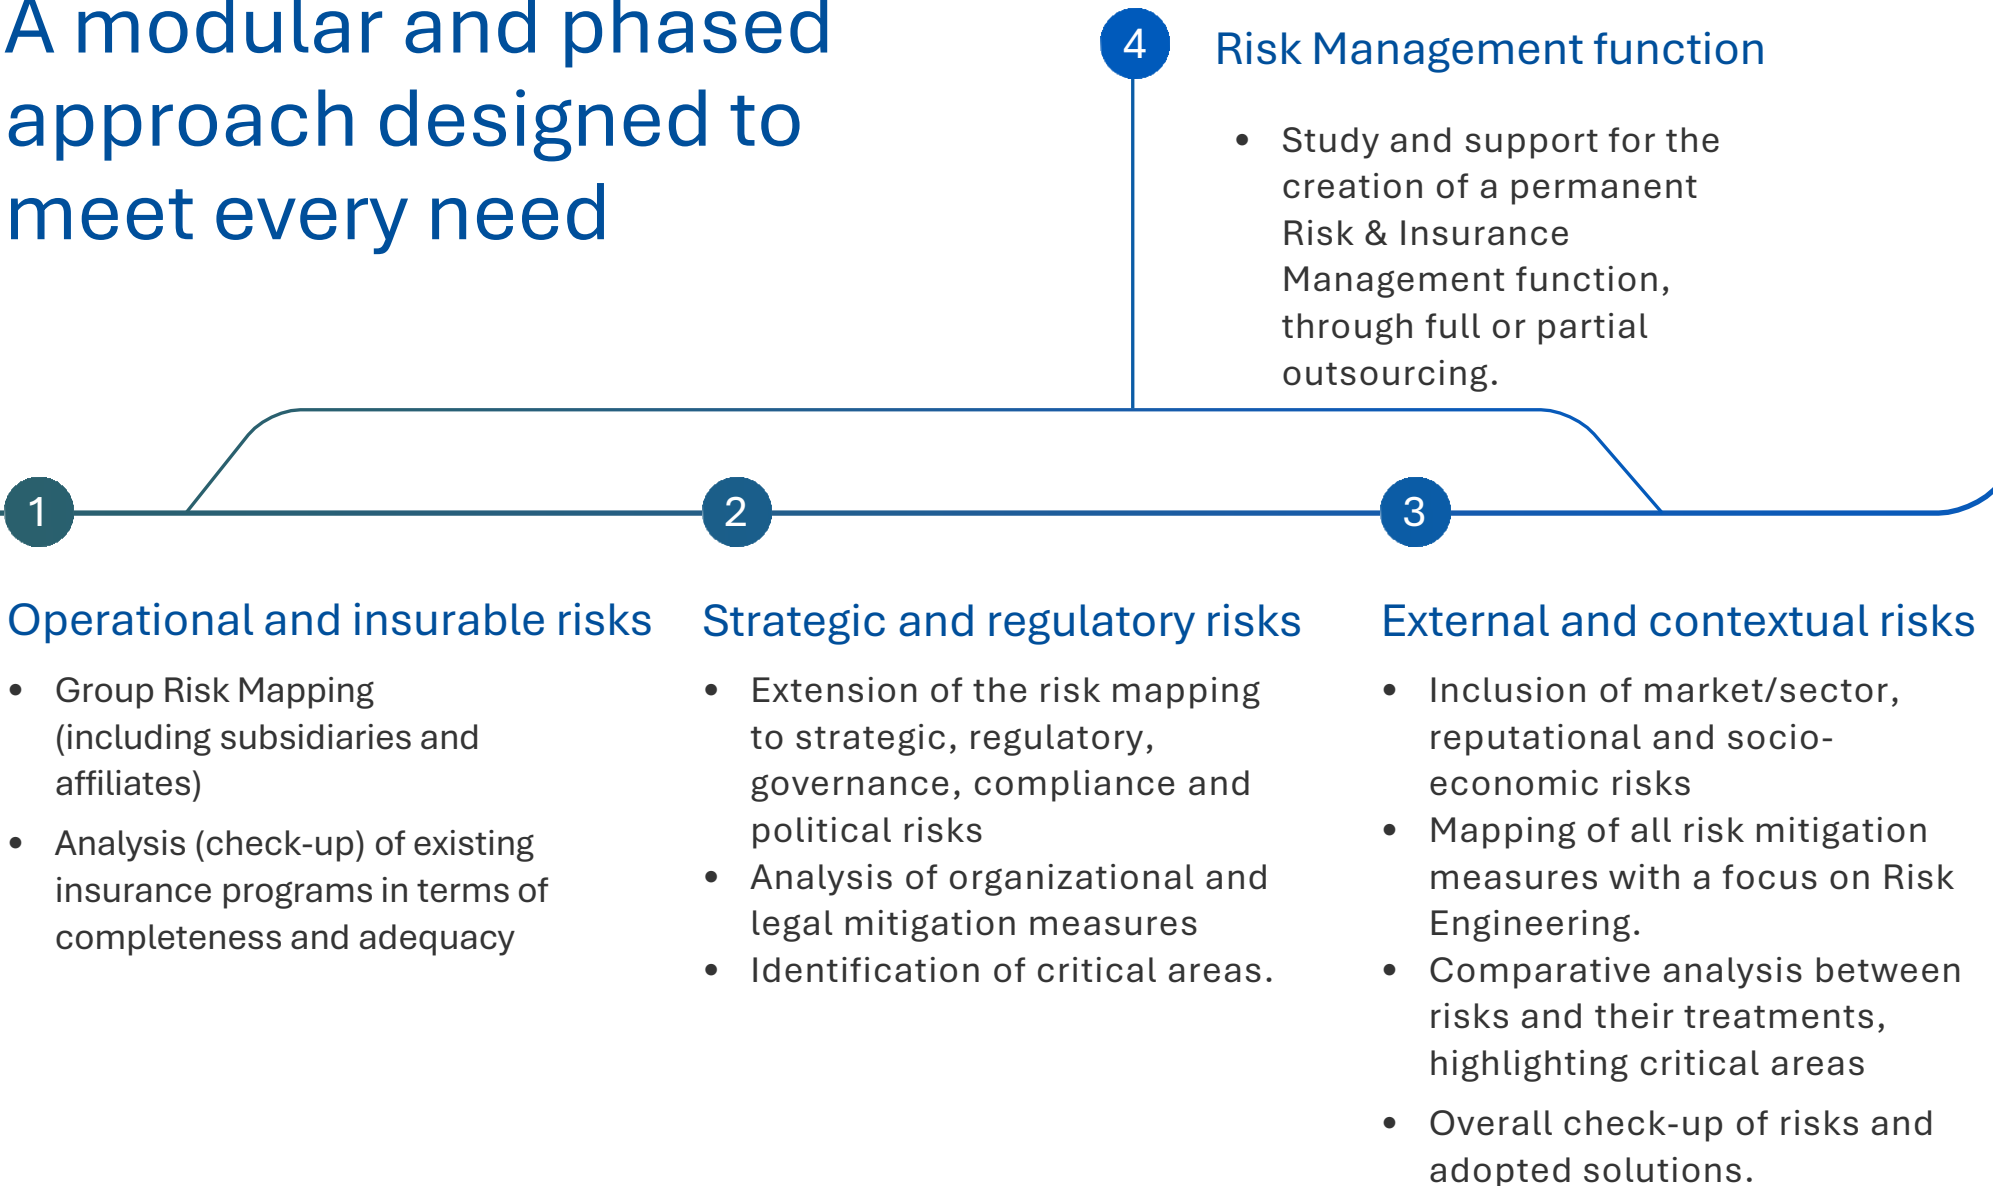 A modular and phased
approach designed to
meet every need
4
Risk Management function
• Study and support for the
creation of a permanent
Risk & Insurance
Management function,
through full or partial
outsourcing.
1
2
3
Operational and insurable risks
• Group Risk Mapping
(including subsidiaries and
affiliates)
• Analysis (check-up) of existing
insurance programs in terms of
completeness and adequacy
Strategic and regulatory risks
• Extension of the risk mapping
to strategic, regulatory,
governance, compliance and
political risks
• Analysis of organizational and
legal mitigation measures
• Identification of critical areas.
External and contextual risks
• Inclusion of market/sector,
reputational and socio-
economic risks
• Mapping of all risk mitigation
measures with a focus on Risk
Engineering.
• Comparative analysis between
risks and their treatments,
highlighting critical areas
• Overall check-up of risks and
adopted solutions.